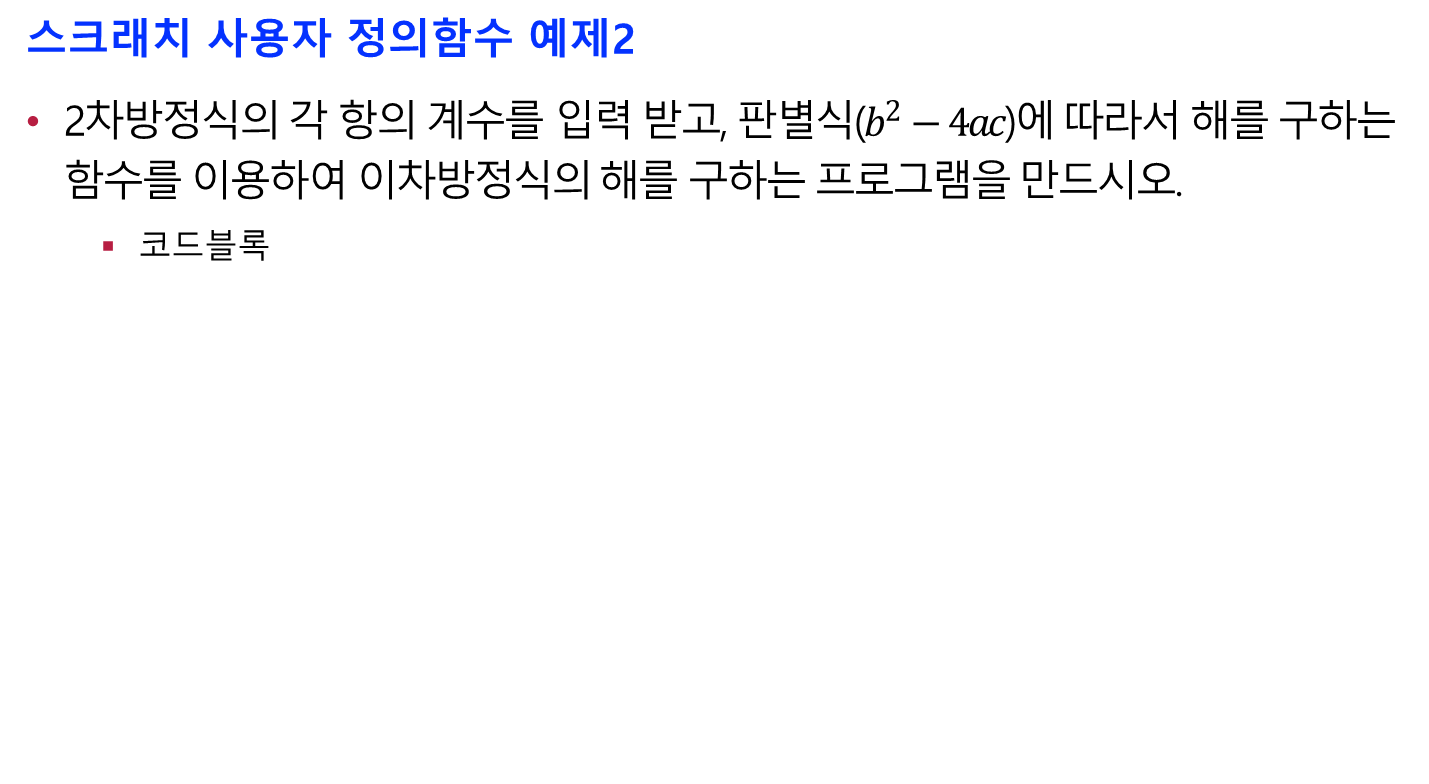 스크래치 사용자 정의함수 예제2
• 2차방정식의 각 항의 계수를 입력 받고, 판별식(b² − 4ac)에 따라서 해를 구하는
함수를 이용하여 이차방정식의 해를 구하는 프로그램을 만드시오.
▪ 코드블록